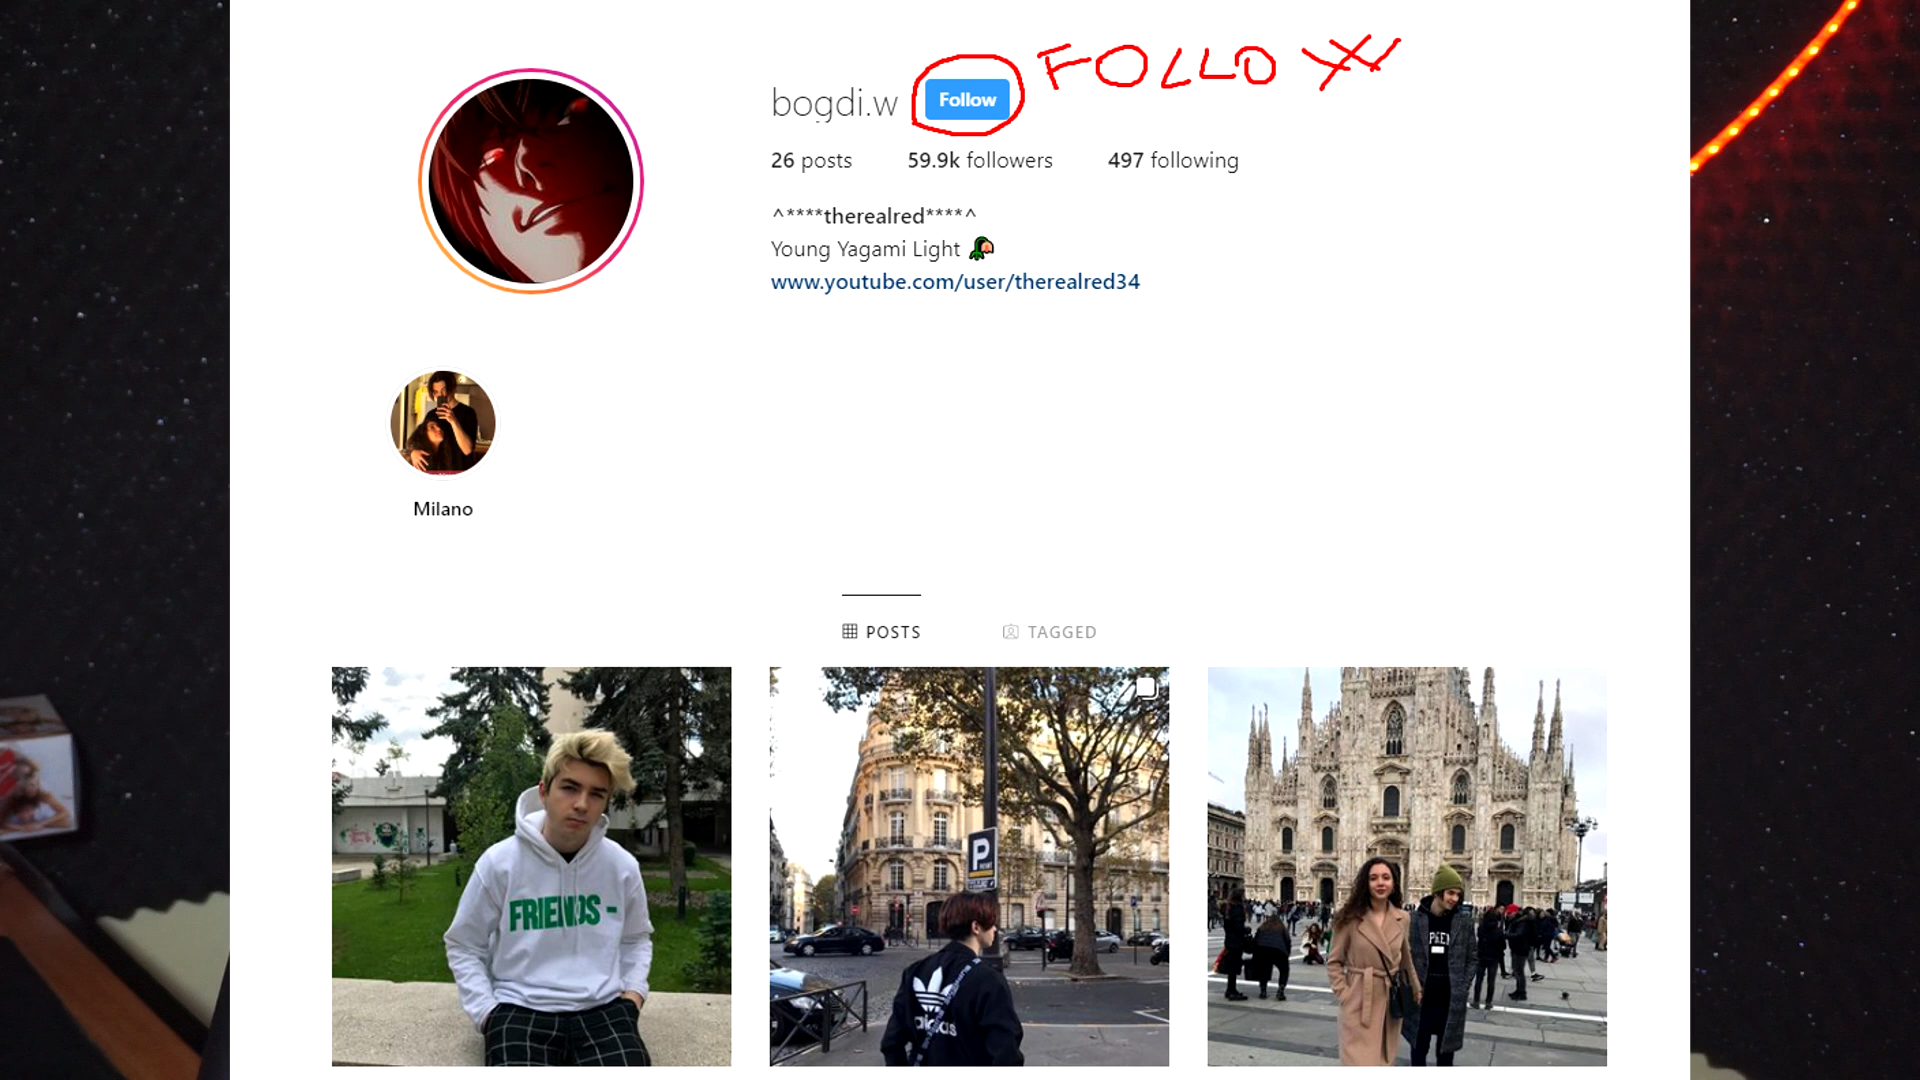 FOLLOW
bogdi.w Follow
26 posts 59.9k followers 497 following
^****therealred****^
Young Yagami Light
www.youtube.com/user/therealred34
Milano
POSTS TAGGED
FRIENDS -
P
adidas